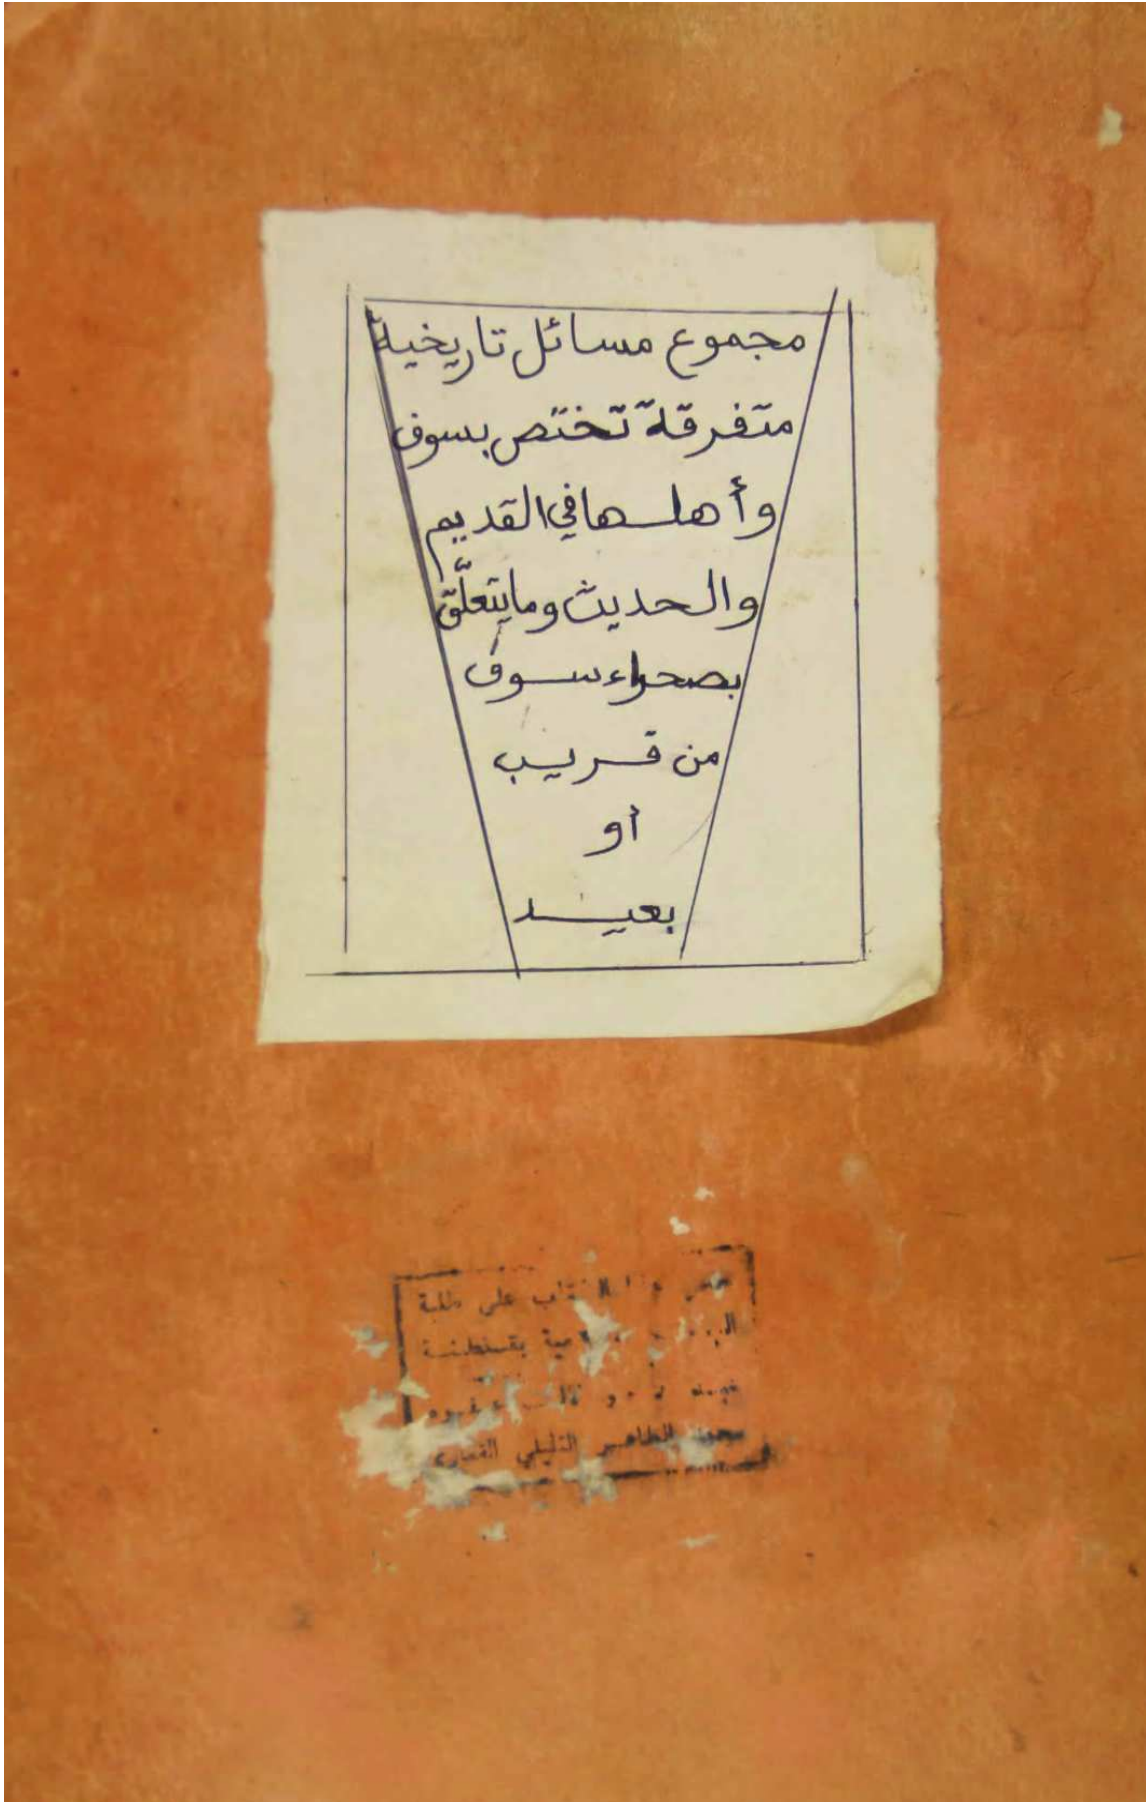 مجموع مسائل تاريخية
متفرقة تختص بسوف
وأهلها في القديم
والحديث وما يتعلّق
بصحراء سوف
من قريب
أو
بعيد
على طلبة
بقسنطينة
محمد الطاهر التليلي القماري